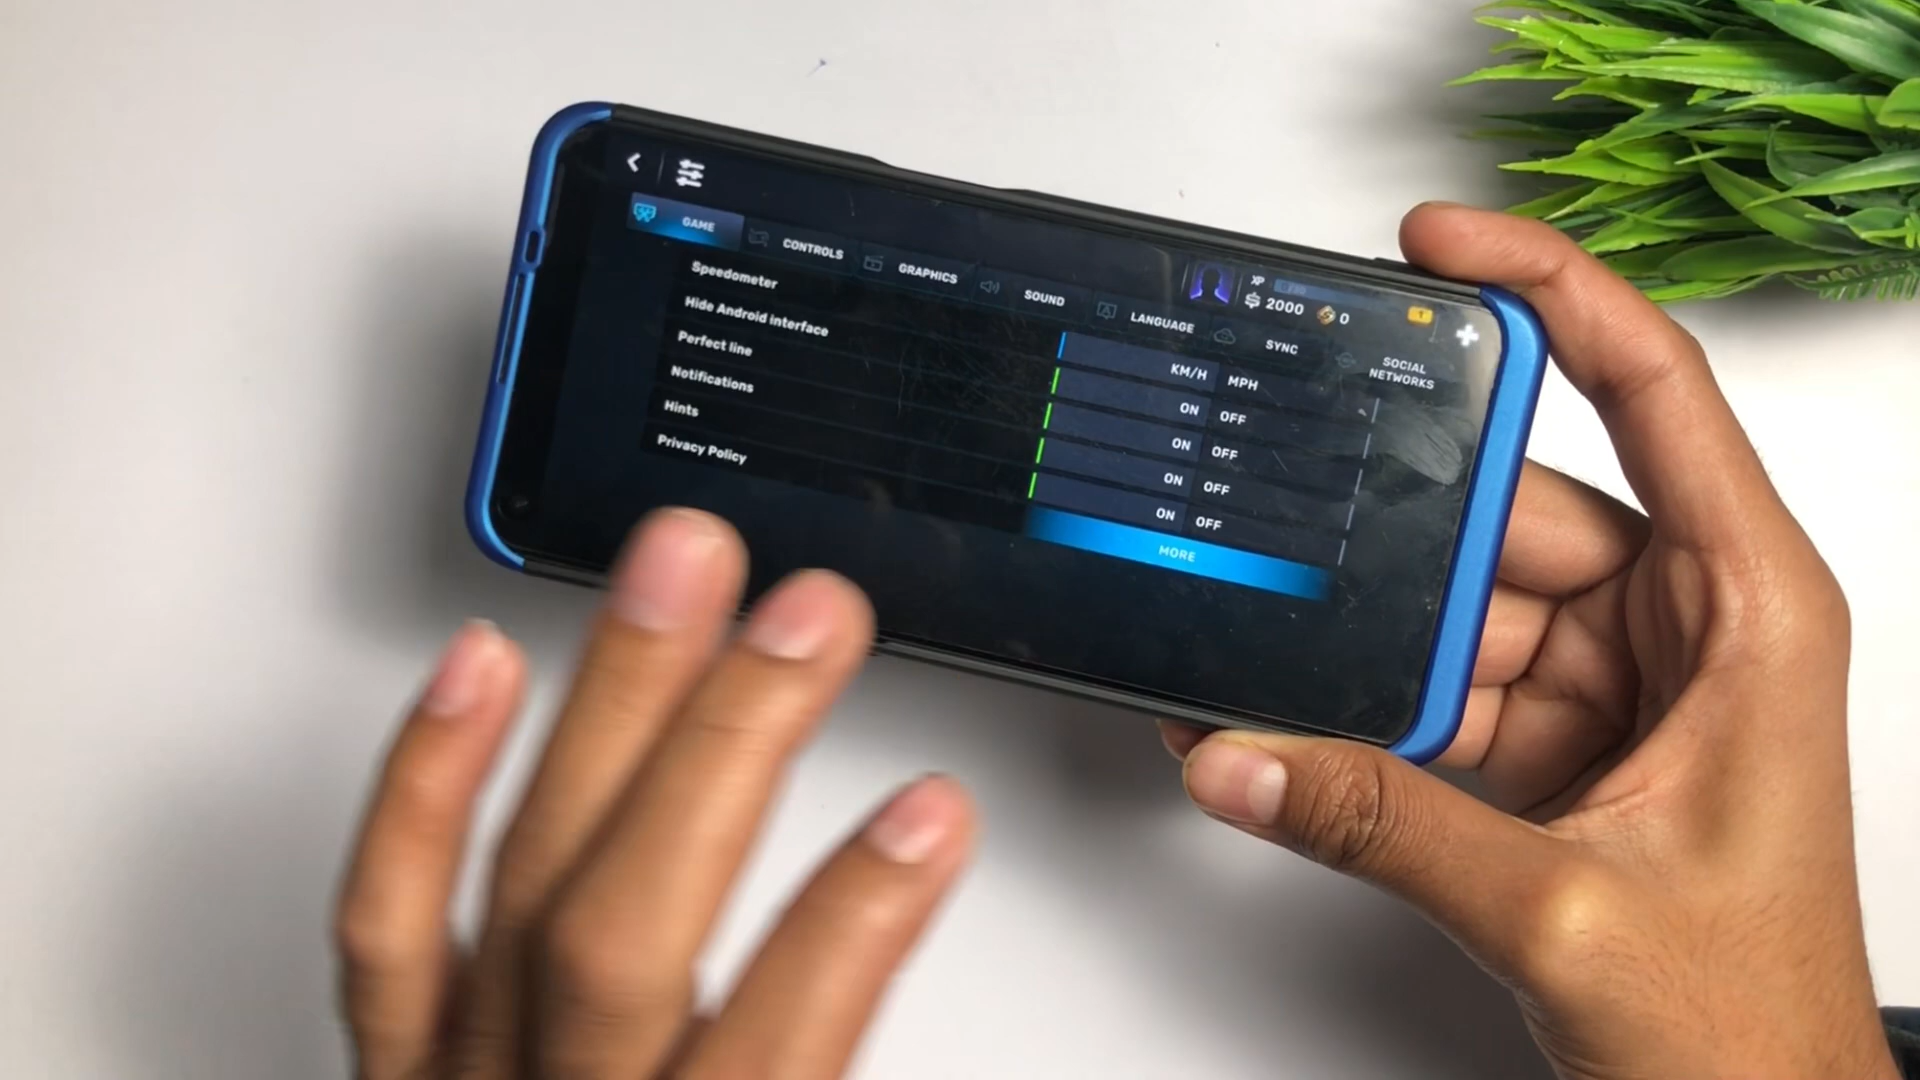 XP
2000 0
GAME CONTROLS GRAPHICS SOUND LANGUAGE SYNC SOCIAL NETWORKS
Speedometer KM/H MPH
Hide Android interface ON OFF
Perfect line ON OFF
Notifications ON OFF
Hints ON OFF
Privacy Policy MORE